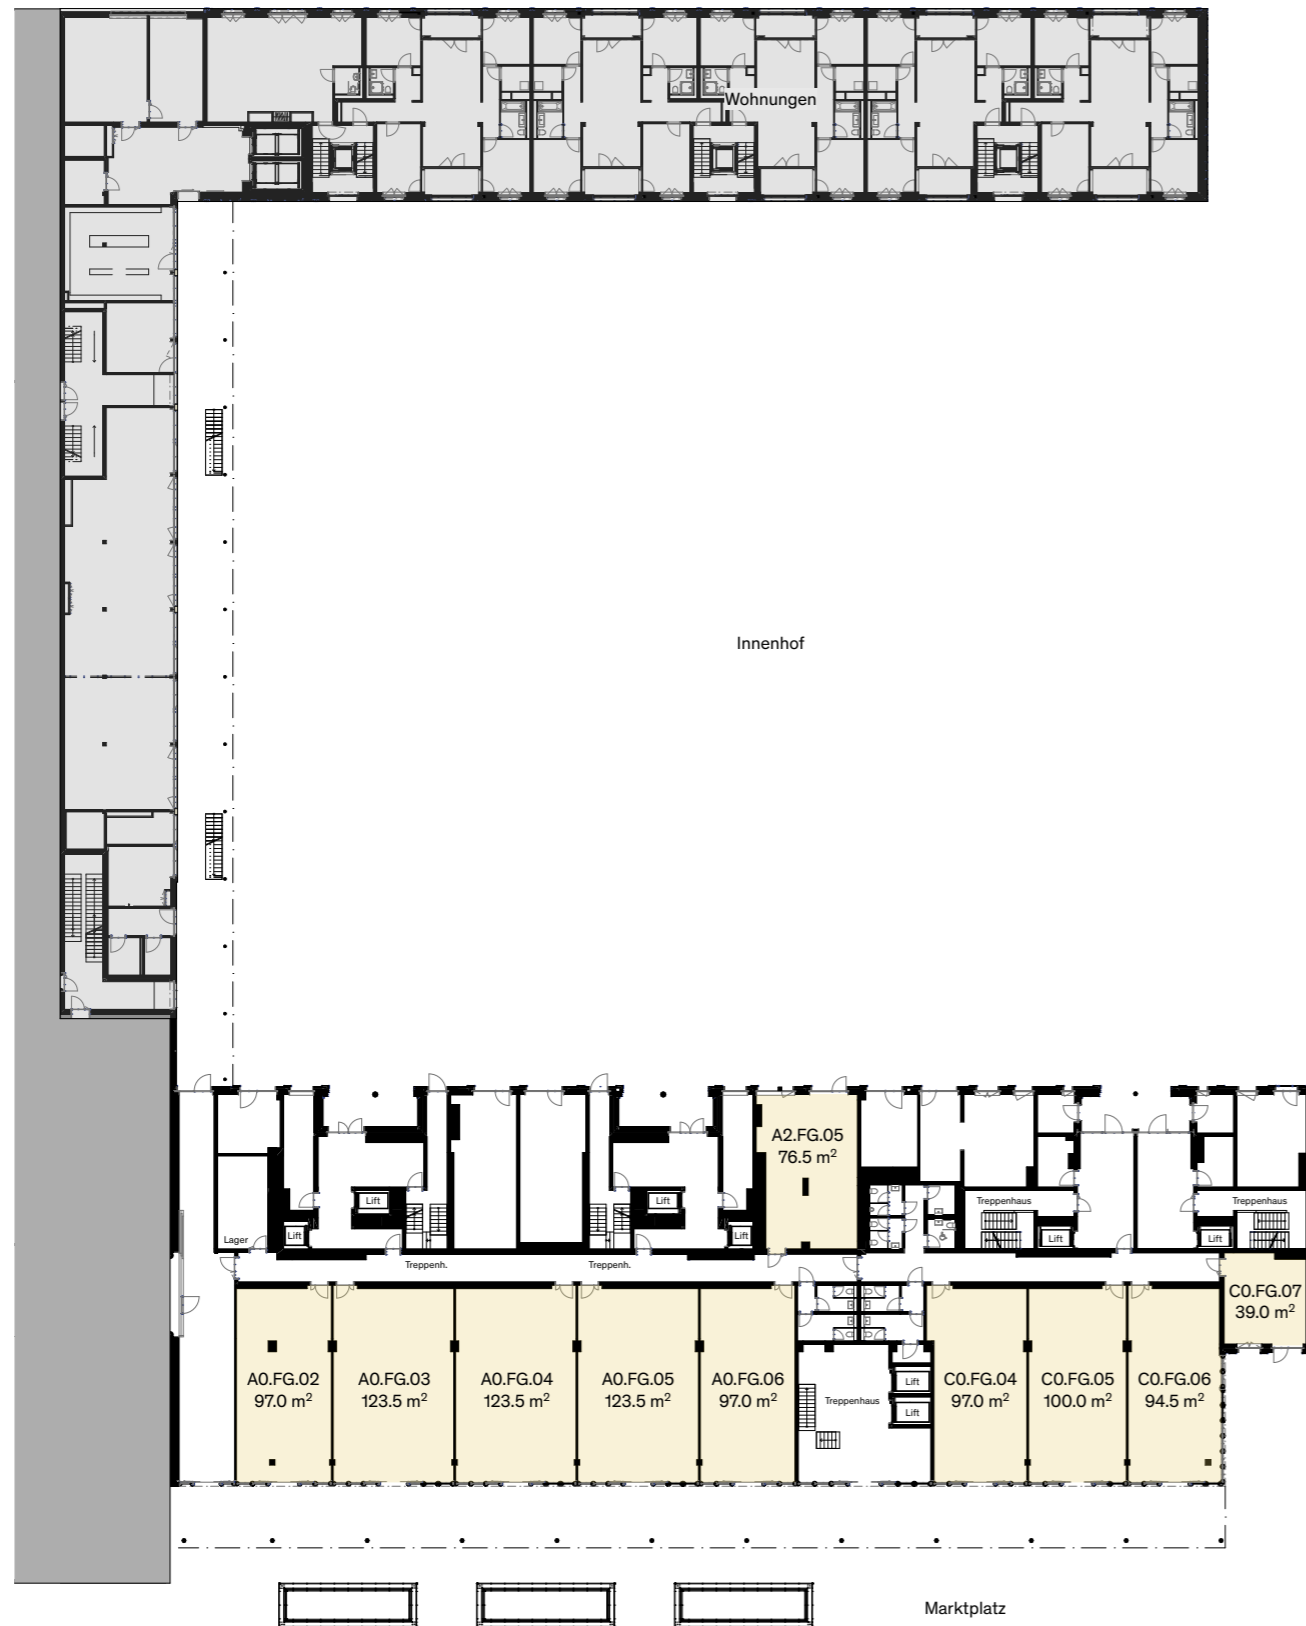 Wohnungen
Innenhof
A2.FG.05
76.5 m²
Treppenhaus
Treppenhaus
Lift
Lift
Lift
Lift
Lift
Lift
Lager
Treppenh.
Treppenh.
C0.FG.07
39.0 m²
A0.FG.02
97.0 m²
A0.FG.03
123.5 m²
A0.FG.04
123.5 m²
A0.FG.05
123.5 m²
A0.FG.06
97.0 m²
Treppenhaus
Lift
Lift
C0.FG.04
97.0 m²
C0.FG.05
100.0 m²
C0.FG.06
94.5 m²
Marktplatz